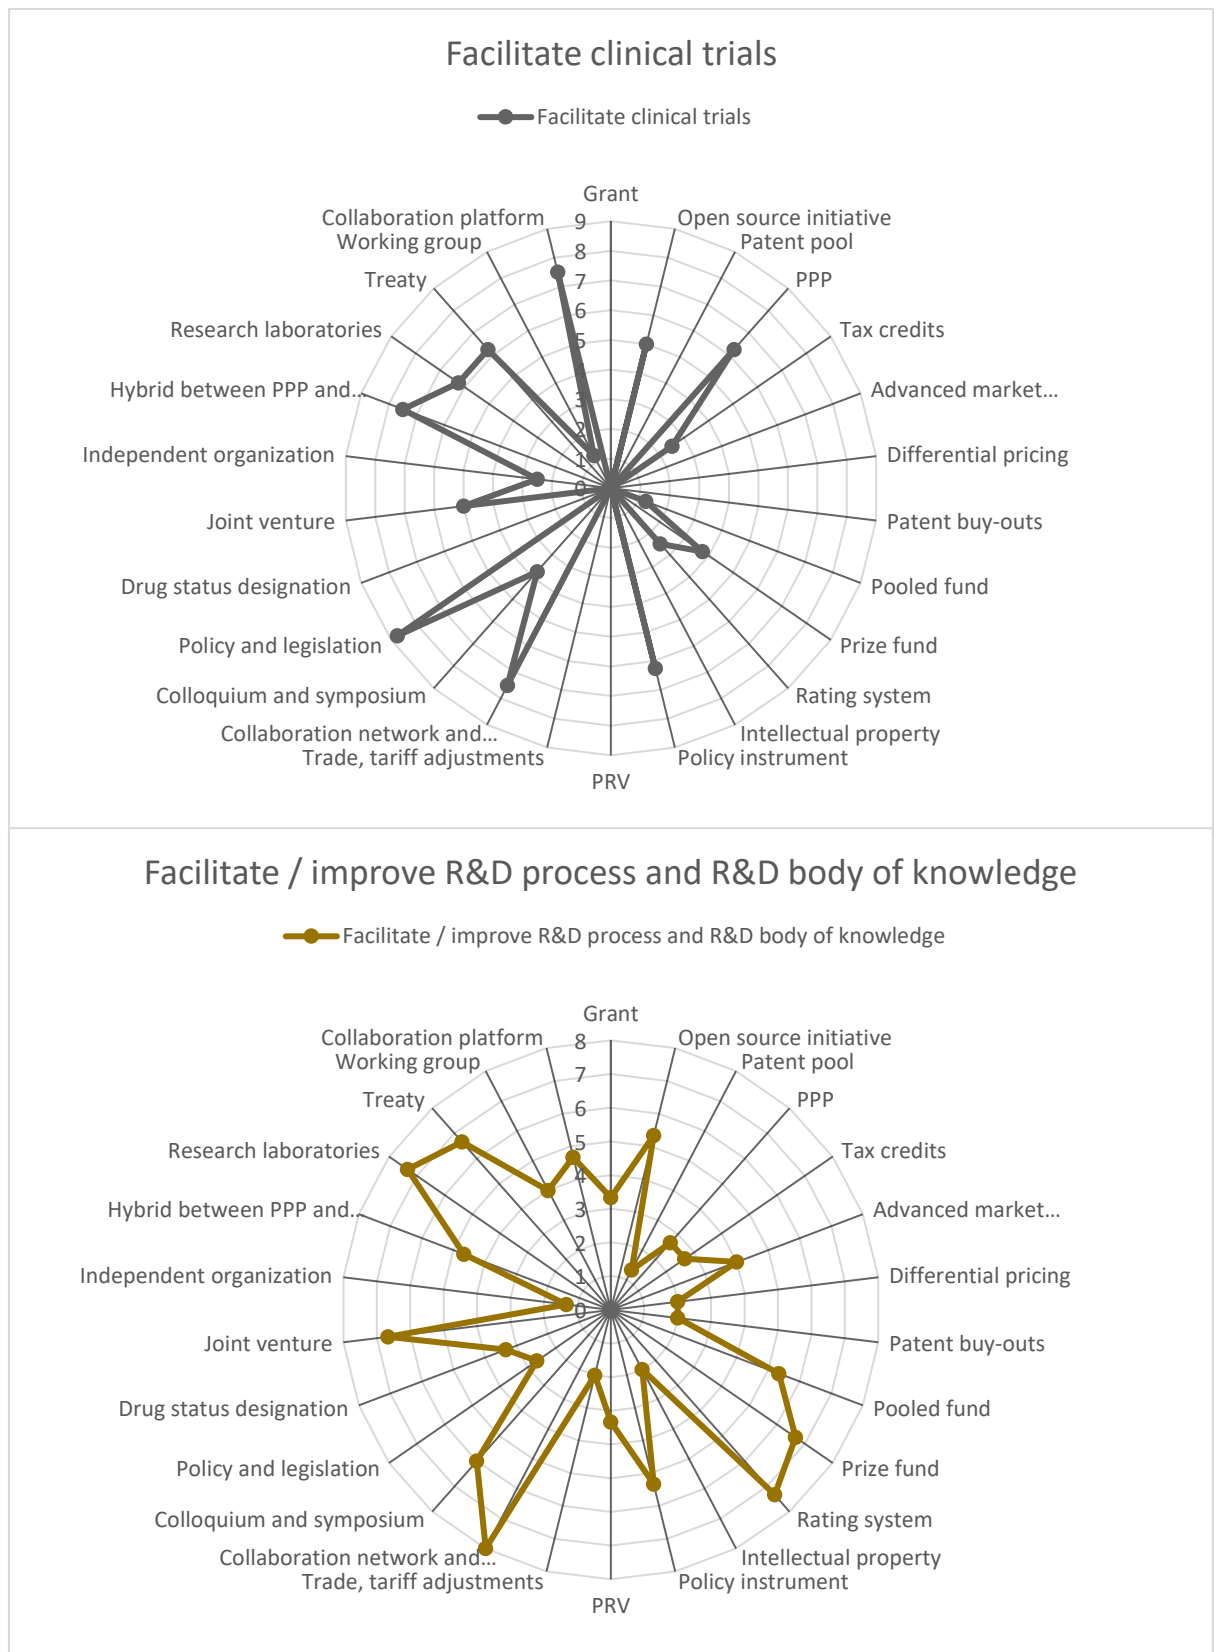 Facilitate clinical trials
Facilitate clinical trials
Grant
Open source initiative
Patent pool
PPP
Tax credits
Advanced market...
Differential pricing
Patent buy-outs
Pooled fund
Prize fund
Rating system
Intellectual property
Policy instrument
PRV
Trade, tariff adjustments
Collaboration network and...
Colloquium and symposium
Policy and legislation
Drug status designation
Joint venture
Independent organization
Hybrid between PPP and...
Research laboratories
Treaty
Working group
Collaboration platform
9
8
7
6
5
4
3
2
1
0
Facilitate / improve R&D process and R&D body of knowledge
Facilitate / improve R&D process and R&D body of knowledge
Grant
Open source initiative
Patent pool
PPP
Tax credits
Advanced market...
Differential pricing
Patent buy-outs
Pooled fund
Prize fund
Rating system
Intellectual property
Policy instrument
PRV
Trade, tariff adjustments
Collaboration network and...
Colloquium and symposium
Policy and legislation
Drug status designation
Joint venture
Independent organization
Hybrid between PPP and...
Research laboratories
Treaty
Working group
Collaboration platform
8
7
6
5
4
3
2
1
0